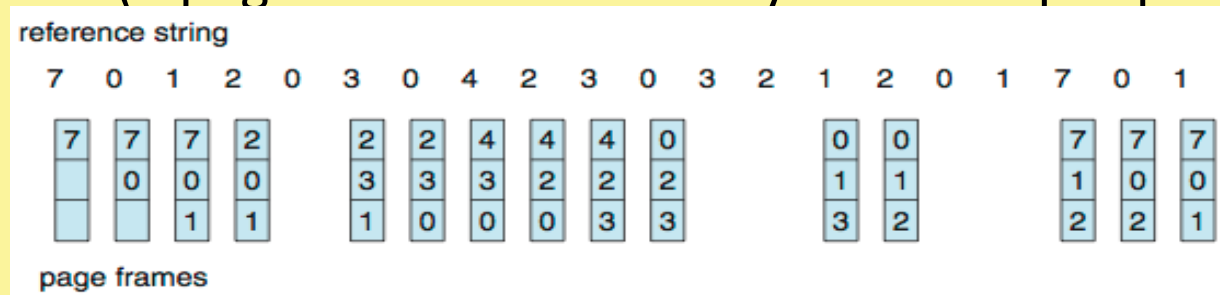 reference string
7 0 1 2 0 3 0 4 2 3 0 3 2 1 2 0 1 7 0 1
7 7 7 2 2 2 4 4 4 0 0 0 7 7 7
0 0 0 3 3 3 2 2 2 1 1 1 0 0
1 1 1 0 0 0 3 3 3 2 2 2 1
page frames